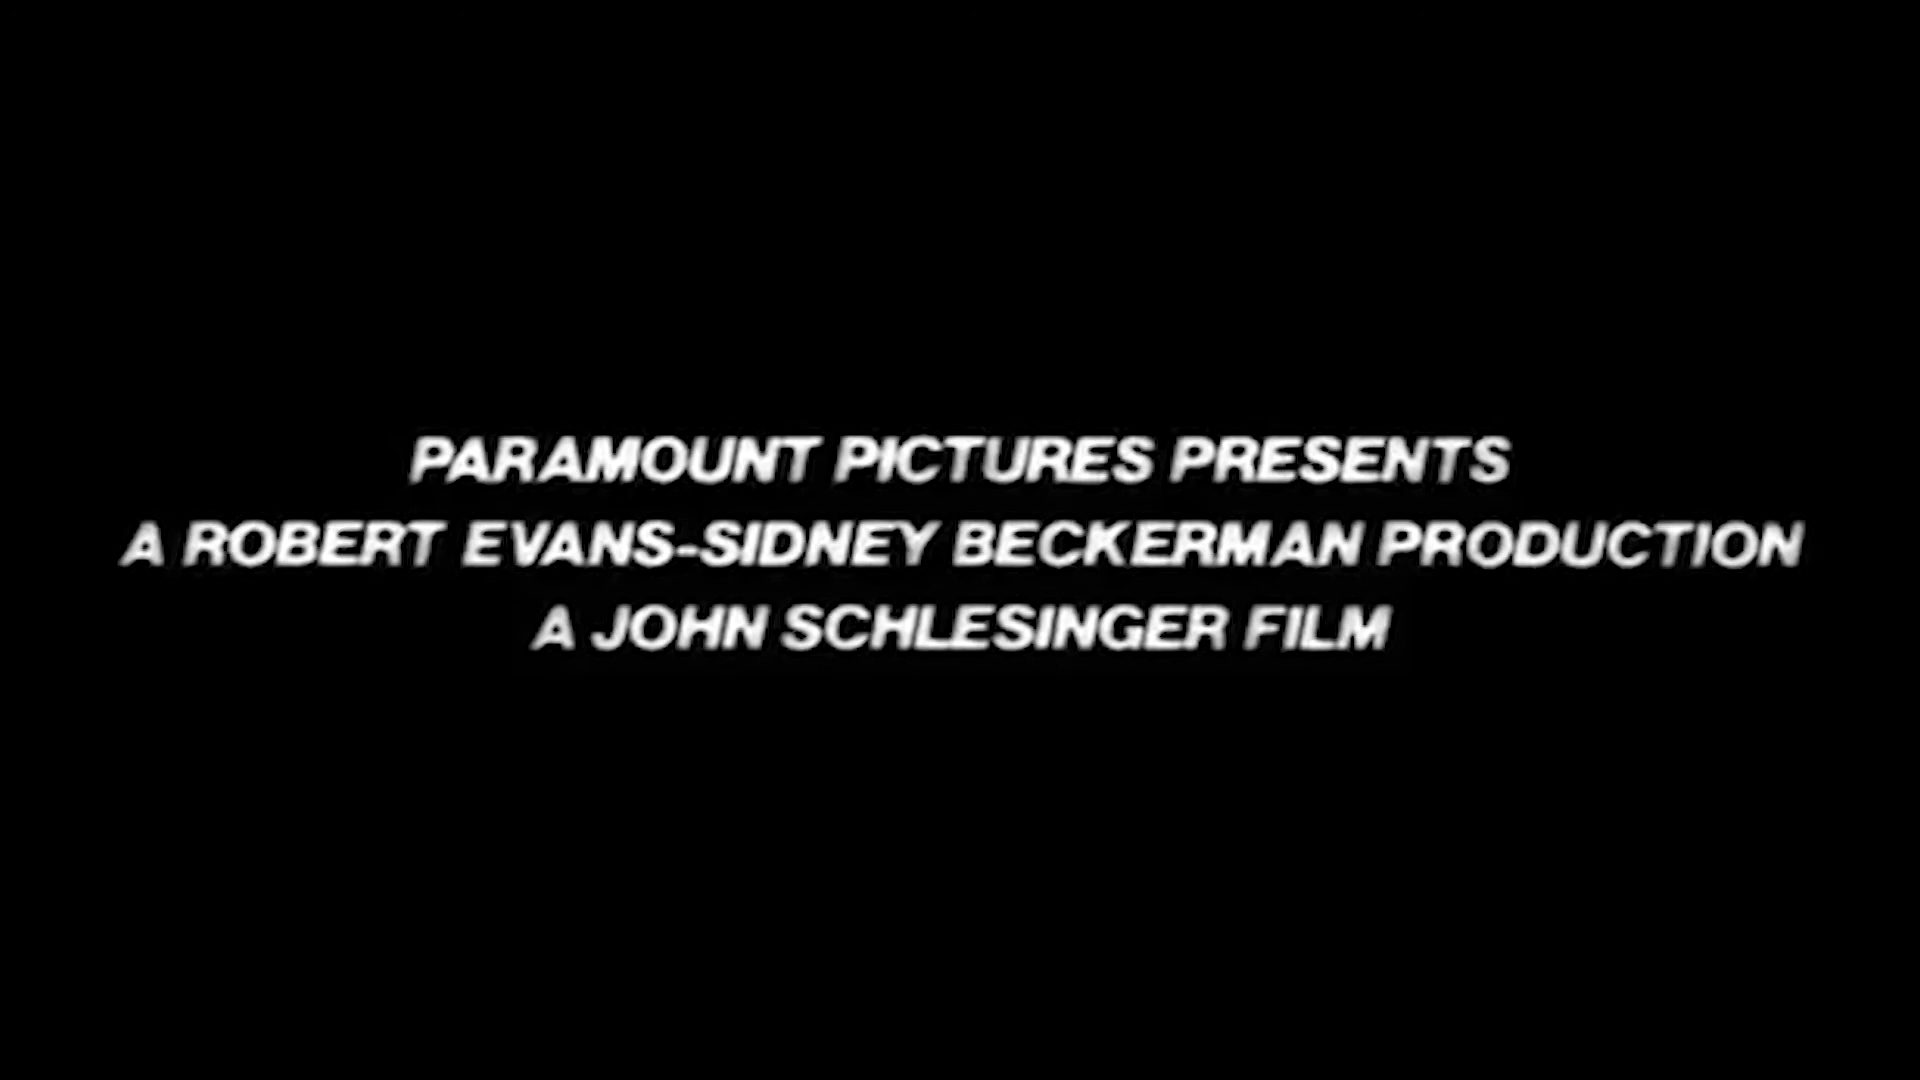 PARAMOUNT PICTURES PRESENTS
A ROBERT EVANS-SIDNEY BECKERMAN PRODUCTION
A JOHN SCHLESINGER FILM